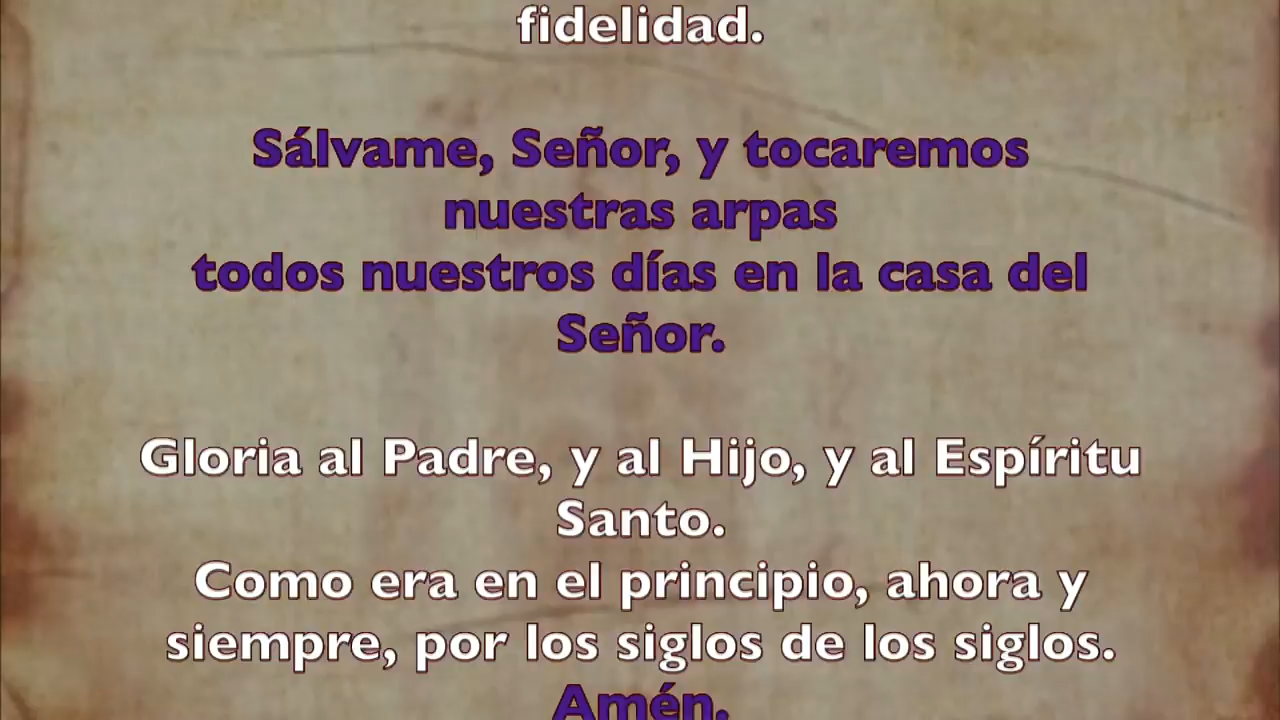 fidelidad.
Sálvame, Señor, y tocaremos
nuestras arpas
todos nuestros días en la casa del
Señor.
Gloria al Padre, y al Hijo, y al Espíritu
Santo.
Como era en el principio, ahora y
siempre, por los siglos de los siglos.
Amén.